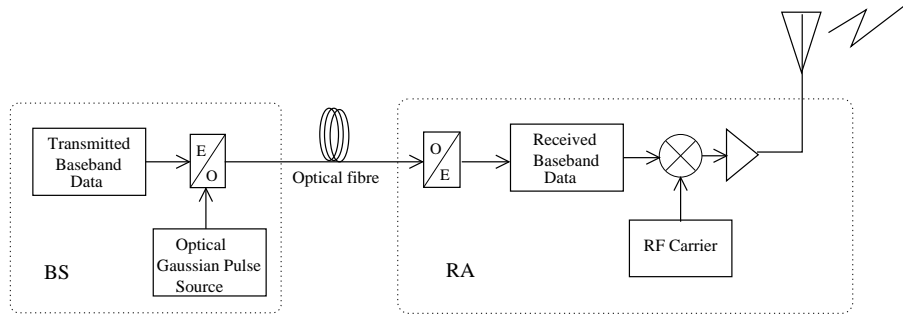 Transmitted
Baseband
Data
E
O
Optical fibre
O
E
Received
Baseband
Data
Optical
Gaussian Pulse
Source
RF Carrier
BS
RA